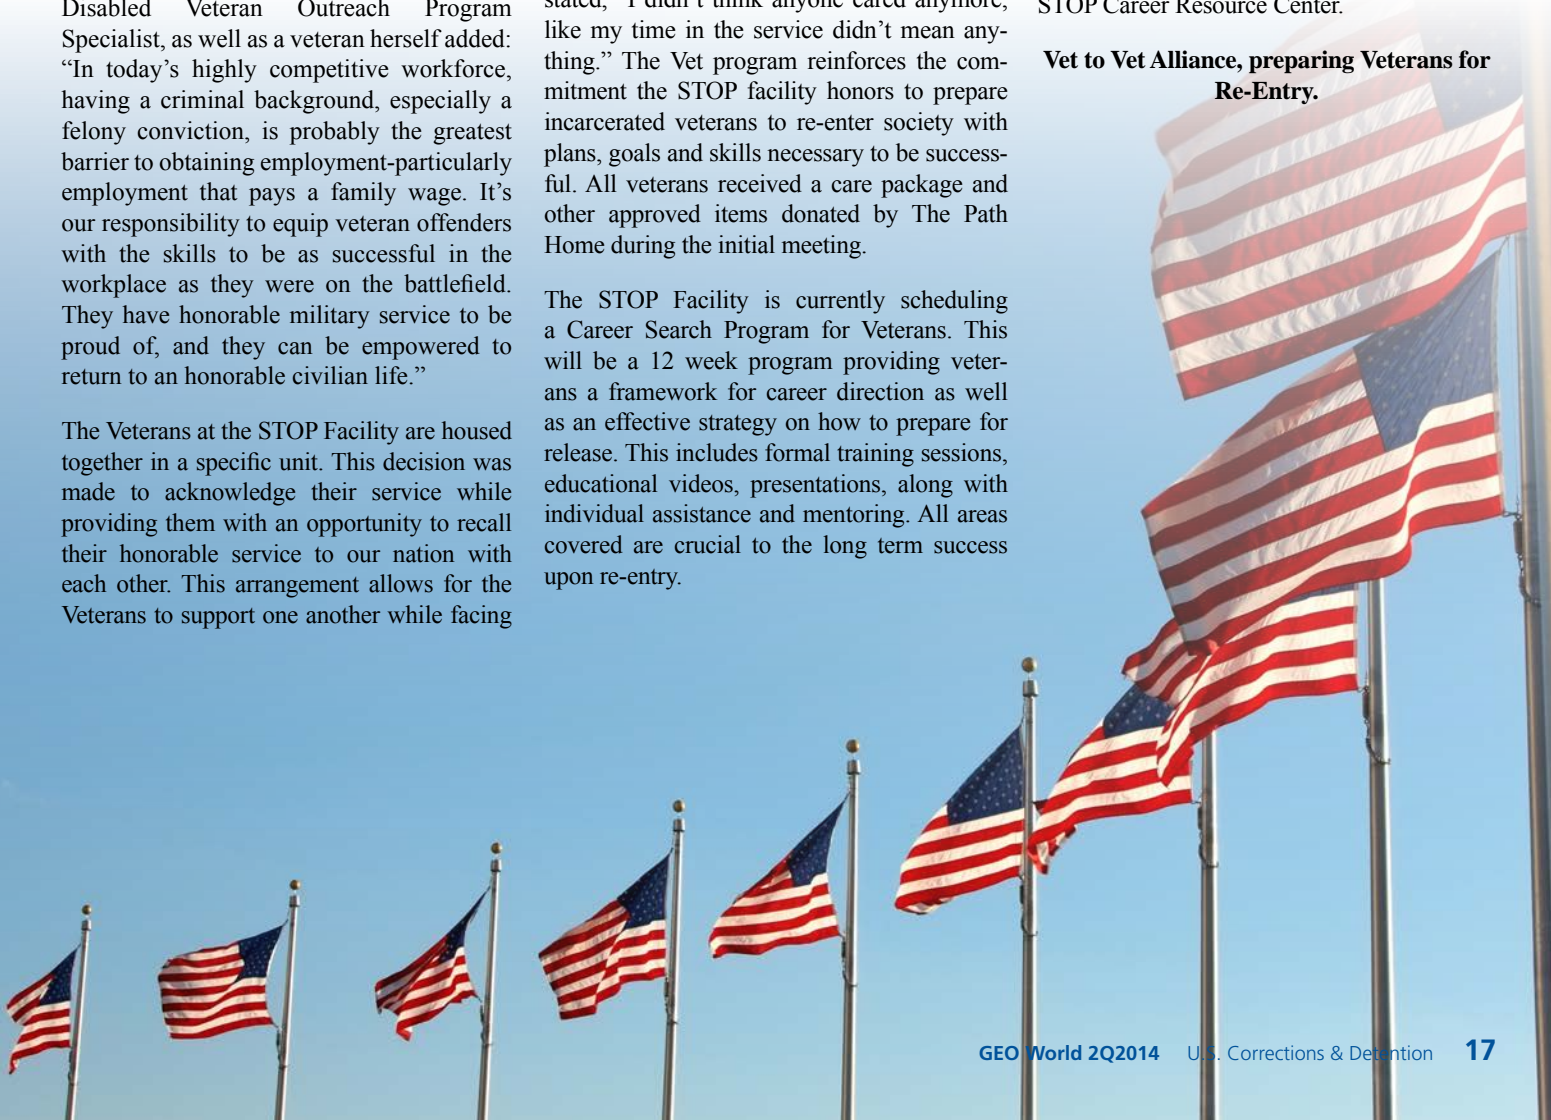 Disabled Veteran Outreach Program
Specialist, as well as a veteran herself added:
“In today’s highly competitive workforce,
having a criminal background, especially a
felony conviction, is probably the greatest
barrier to obtaining employment-particularly
employment that pays a family wage. It’s
our responsibility to equip veteran offenders
with the skills to be as successful in the
workplace as they were on the battlefield.
They have honorable military service to be
proud of, and they can be empowered to
return to an honorable civilian life.”
The Veterans at the STOP Facility are housed
together in a specific unit. This decision was
made to acknowledge their service while
providing them with an opportunity to recall
their honorable service to our nation with
each other. This arrangement allows for the
Veterans to support one another while facing
stated, “I didn’t think anyone cared anymore,
like my time in the service didn’t mean any-
thing.” The Vet program reinforces the com-
mitment the STOP facility honors to prepare
incarcerated veterans to re-enter society with
plans, goals and skills necessary to be success-
ful. All veterans received a care package and
other approved items donated by The Path
Home during the initial meeting.
The STOP Facility is currently scheduling
a Career Search Program for Veterans. This
will be a 12 week program providing veter-
ans a framework for career direction as well
as an effective strategy on how to prepare for
release. This includes formal training sessions,
educational videos, presentations, along with
individual assistance and mentoring. All areas
covered are crucial to the long term success
upon re-entry.
STOP Career Resource Center.
Vet to Vet Alliance, preparing Veterans for
Re-Entry.
GEO World 2Q2014 U.S. Corrections & Detention 17